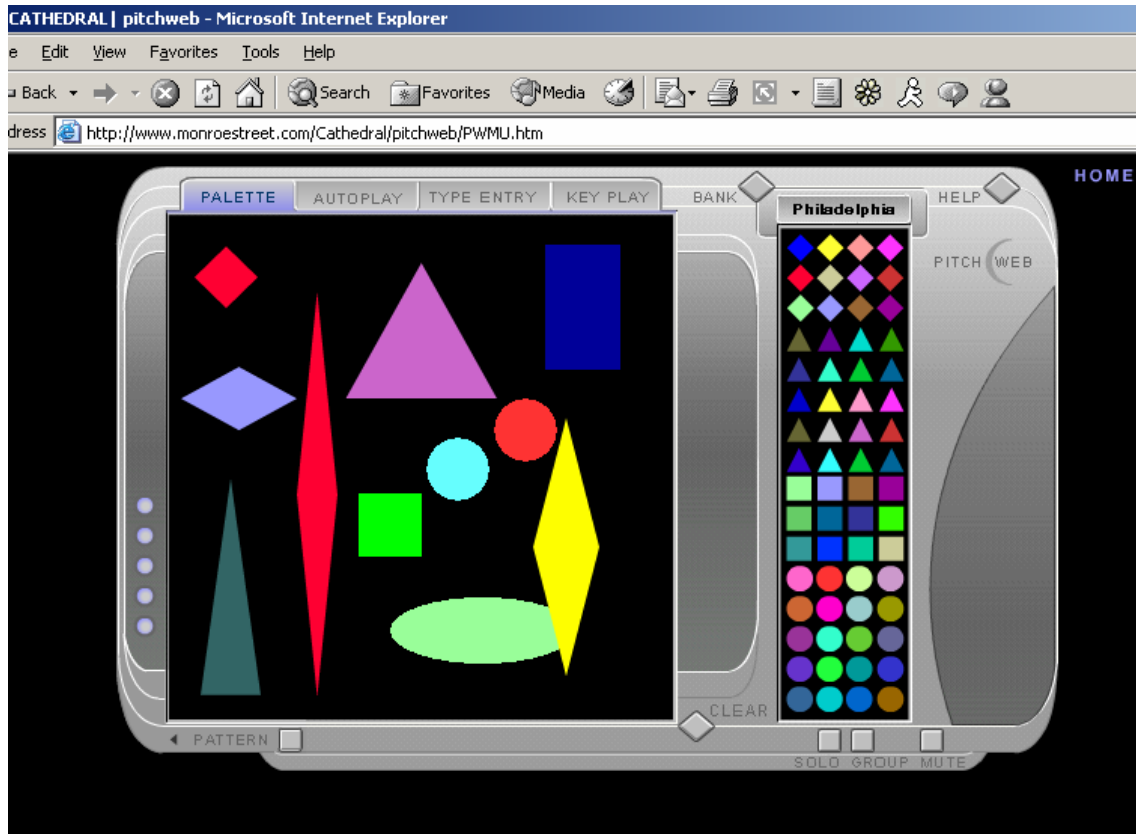 CATHEDRAL | pitchweb - Microsoft Internet Explorer
e Edit View Favorites Tools Help
Back Search Favorites Media
dress http://www.monroestreet.com/Cathedral/pitchweb/PWMU.htm
HOME
PALETTE AUTOPLAY TYPE ENTRY KEY PLAY BANK HELP
Philadelphia
PITCH WEB
CLEAR
PATTERN
SOLO GROUP MUTE